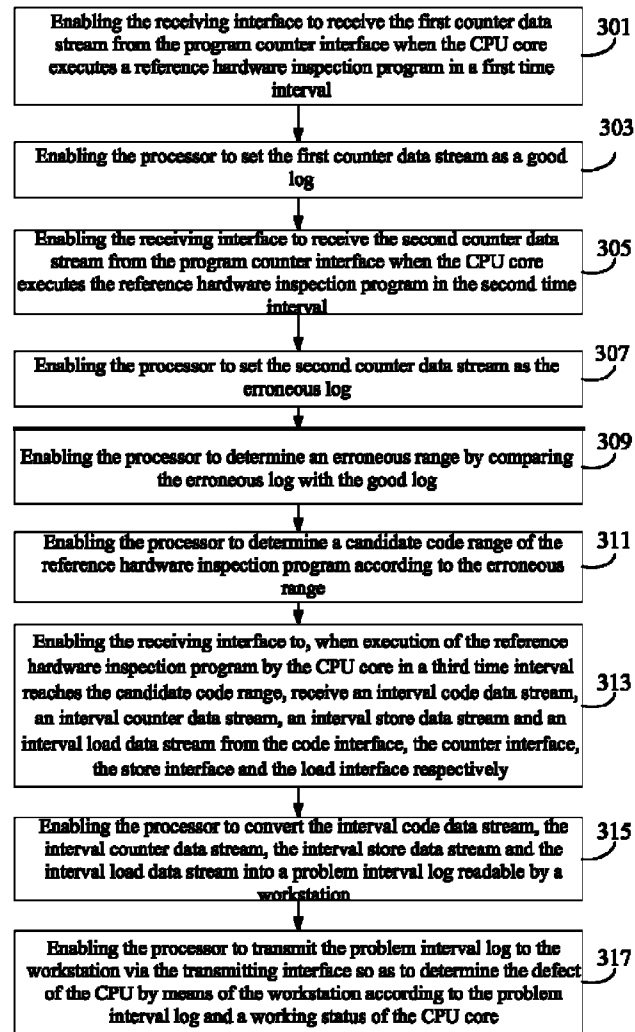 Enabling the receiving interface to receive the first counter data
stream from the program counter interface when the CPU core
executes a reference hardware inspection program in a first time
interval
301
303
Enabling the processor to set the first counter data stream as a good
log
Enabling the receiving interface to receive the second counter data
stream from the program counter interface when the CPU core
executes the reference hardware inspection program in the second time
interval
305
Enabling the processor to set the second counter data stream as the
erroneous log
307
Enabling the processor to determine an erroneous range by comparing
the erroneous log with the good log
309
Enabling the processor to determine a candidate code range of the
reference hardware inspection program according to the erroneous
range
311
Enabling the receiving interface to, when execution of the reference
hardware inspection program by the CPU core in a third time interval
reaches the candidate code range, receive an interval code data stream,
an interval counter data stream, an interval store data stream and an
interval load data stream from the code interface, the counter interface,
the store interface and the load interface respectively
313
Enabling the processor to convert the interval code data stream, the
interval counter data stream, the interval store data stream and the
interval load data stream into a problem interval log readable by a
workstation
315
Enabling the processor to transmit the problem interval log to the
workstation via the transmitting interface so as to determine the defect
of the CPU by means of the workstation according to the problem
interval log and a working status of the CPU core
317